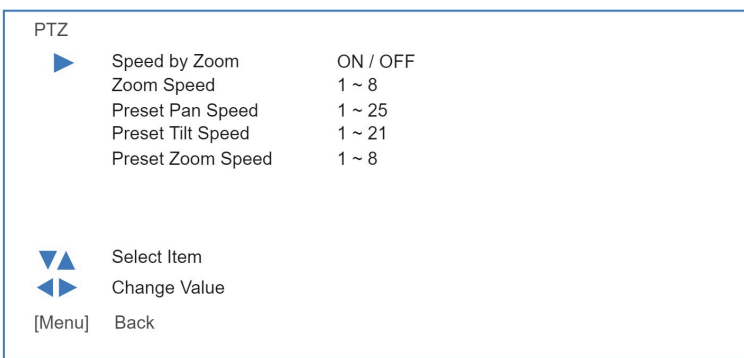 PTZ
Speed by Zoom ON / OFF
Zoom Speed 1 ~ 8
Preset Pan Speed 1 ~ 25
Preset Tilt Speed 1 ~ 21
Preset Zoom Speed 1 ~ 8
Select Item
Change Value
[Menu] Back